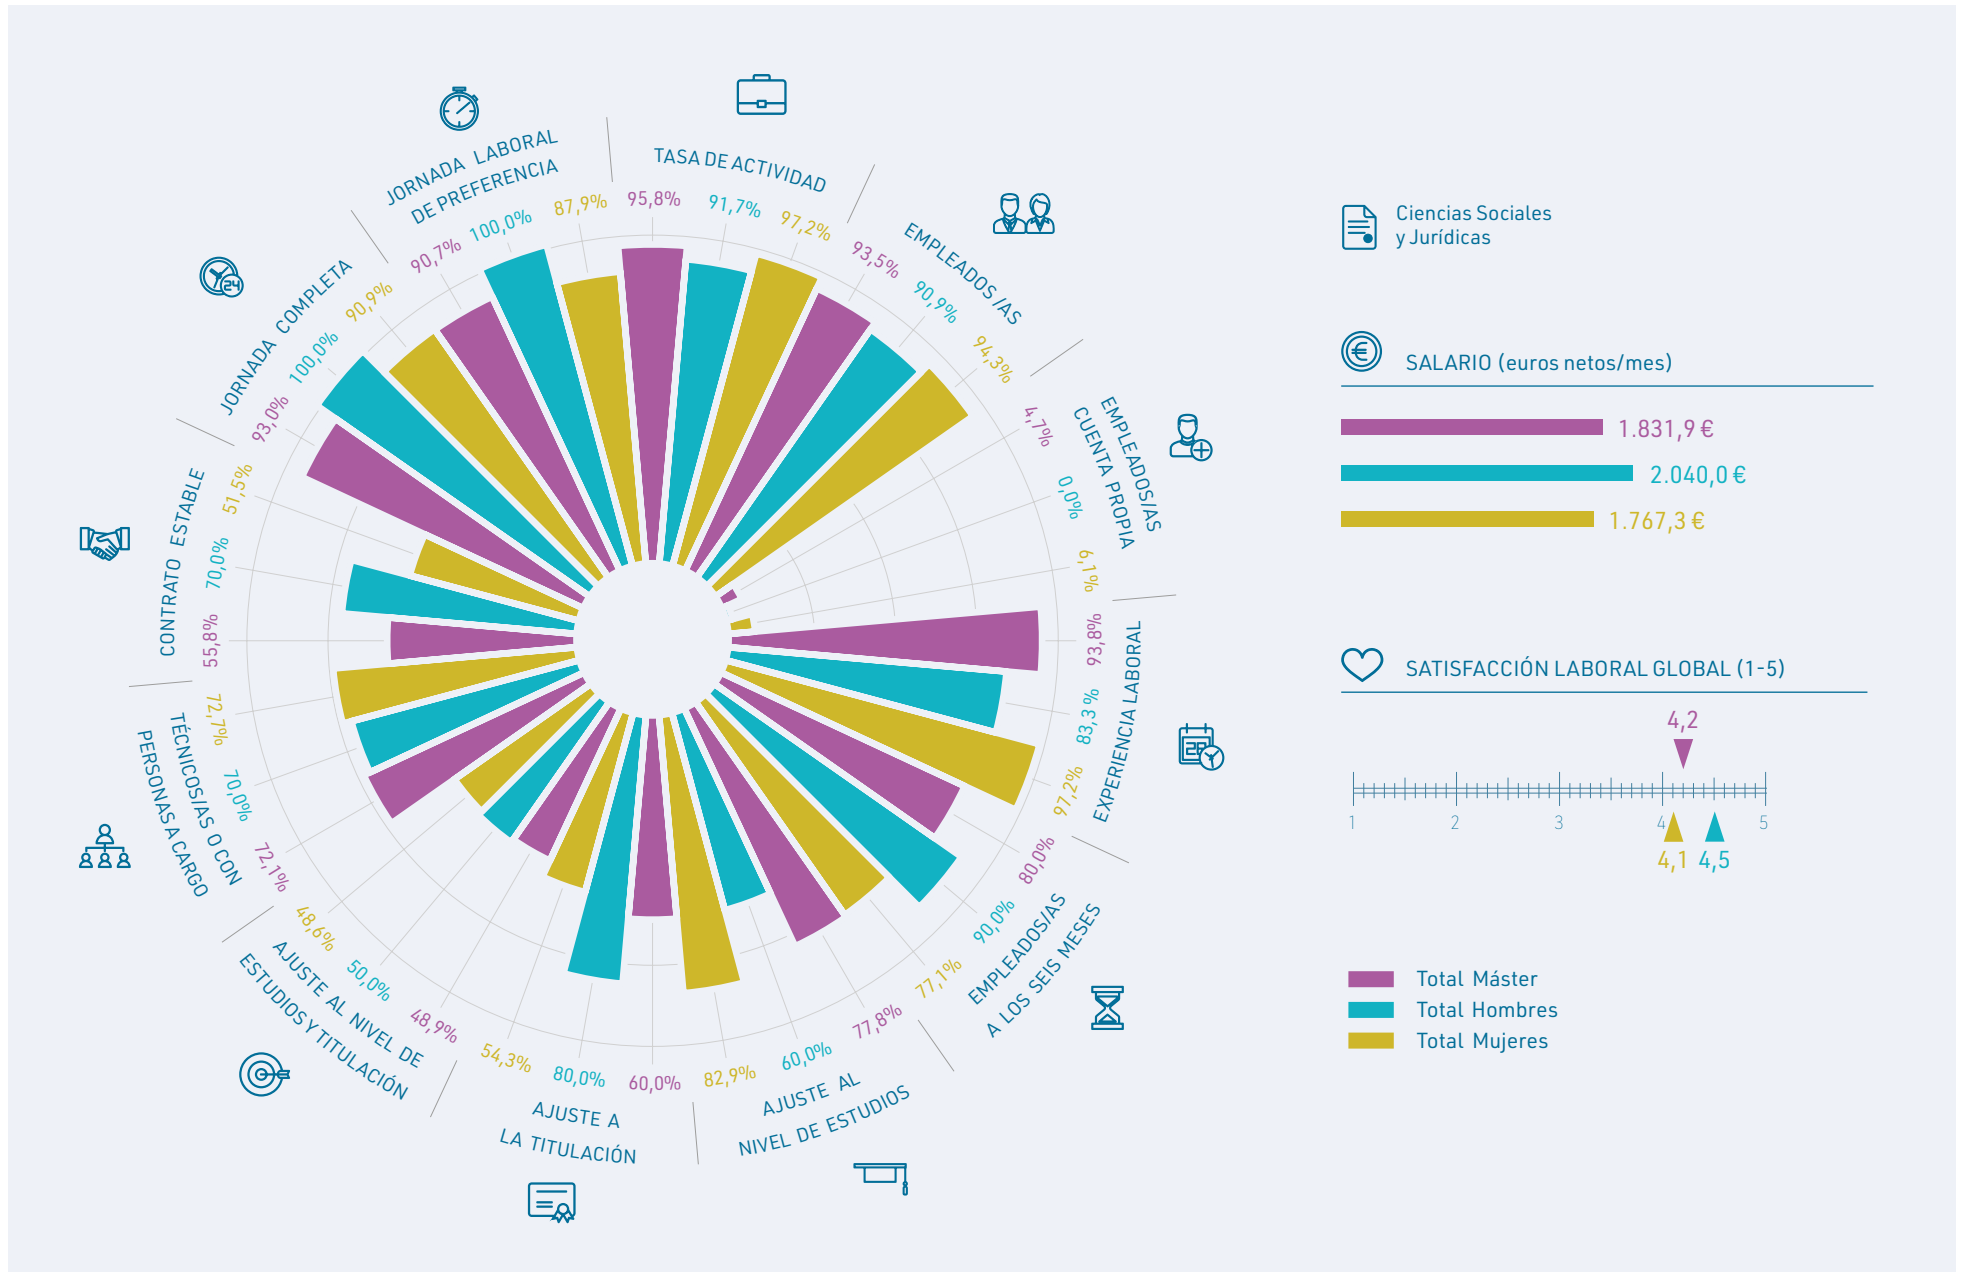 TASA DE ACTIVIDAD
95,8%
91,7%
97,2%
EMPLEADOS /AS
93,5%
90,9%
94,3%
EMPLEADOS/AS
CUENTA PROPIA
4,7%
0,0%
6,1%
EXPERIENCIA LABORAL
93,8%
83,3 %
97,2%
EMPLEADOS/AS
A LOS SEIS MESES
80,0%
90,0%
77,1%
AJUSTE AL
NIVEL DE ESTUDIOS
77,8%
60,0%
82,9%
AJUSTE A
LA TITULACIÓN
60,0%
80,0%
54,3%
AJUSTE AL NIVEL DE
ESTUDIOS Y TITULACIÓN
48,9%
50,0%
48,6%
TÉCNICOS/AS O CON
PERSONAS A CARGO
72,1%
70,0%
72,7%
CONTRATO ESTABLE
55,8%
70,0%
51,5%
JORNADA COMPLETA
93,0%
100,0%
90,9%
JORNADA LABORAL
DE PREFERENCIA
90,7%
100,0%
87,9%
24
20
Ciencias Sociales
y Jurídicas
€
SALARIO (euros netos/mes)
1.831,9 €
2.040,0 €
1.767,3 €
SATISFACCIÓN LABORAL GLOBAL (1-5)
4,2
1 2 3 4 5
4,1 4,5
Total Máster
Total Hombres
Total Mujeres